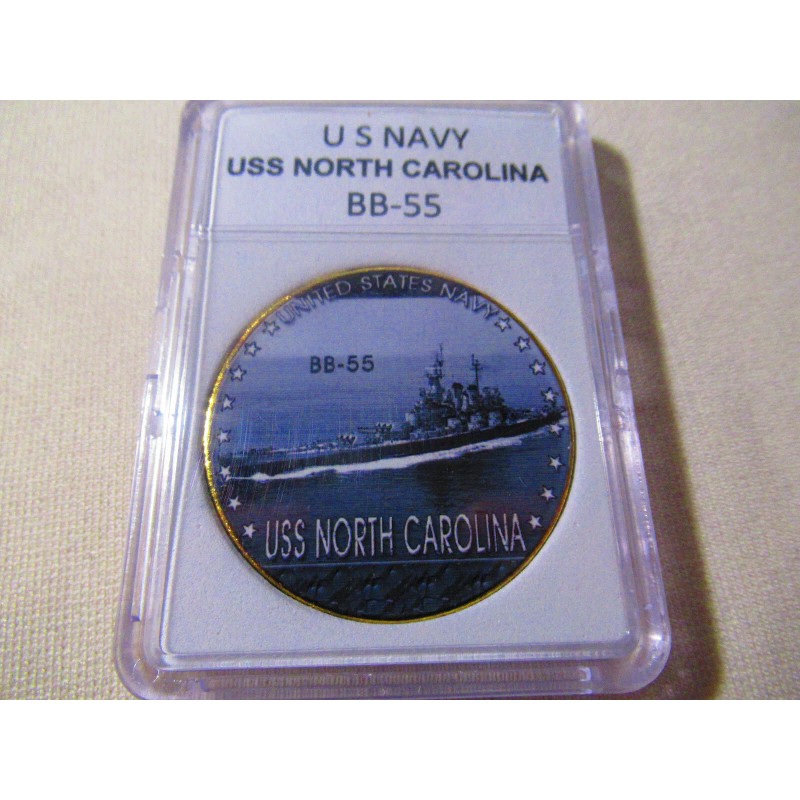 U S NAVY
USS NORTH CAROLINA
BB-55
UNITED STATES NAVY
BB-55
USS NORTH CAROLINA